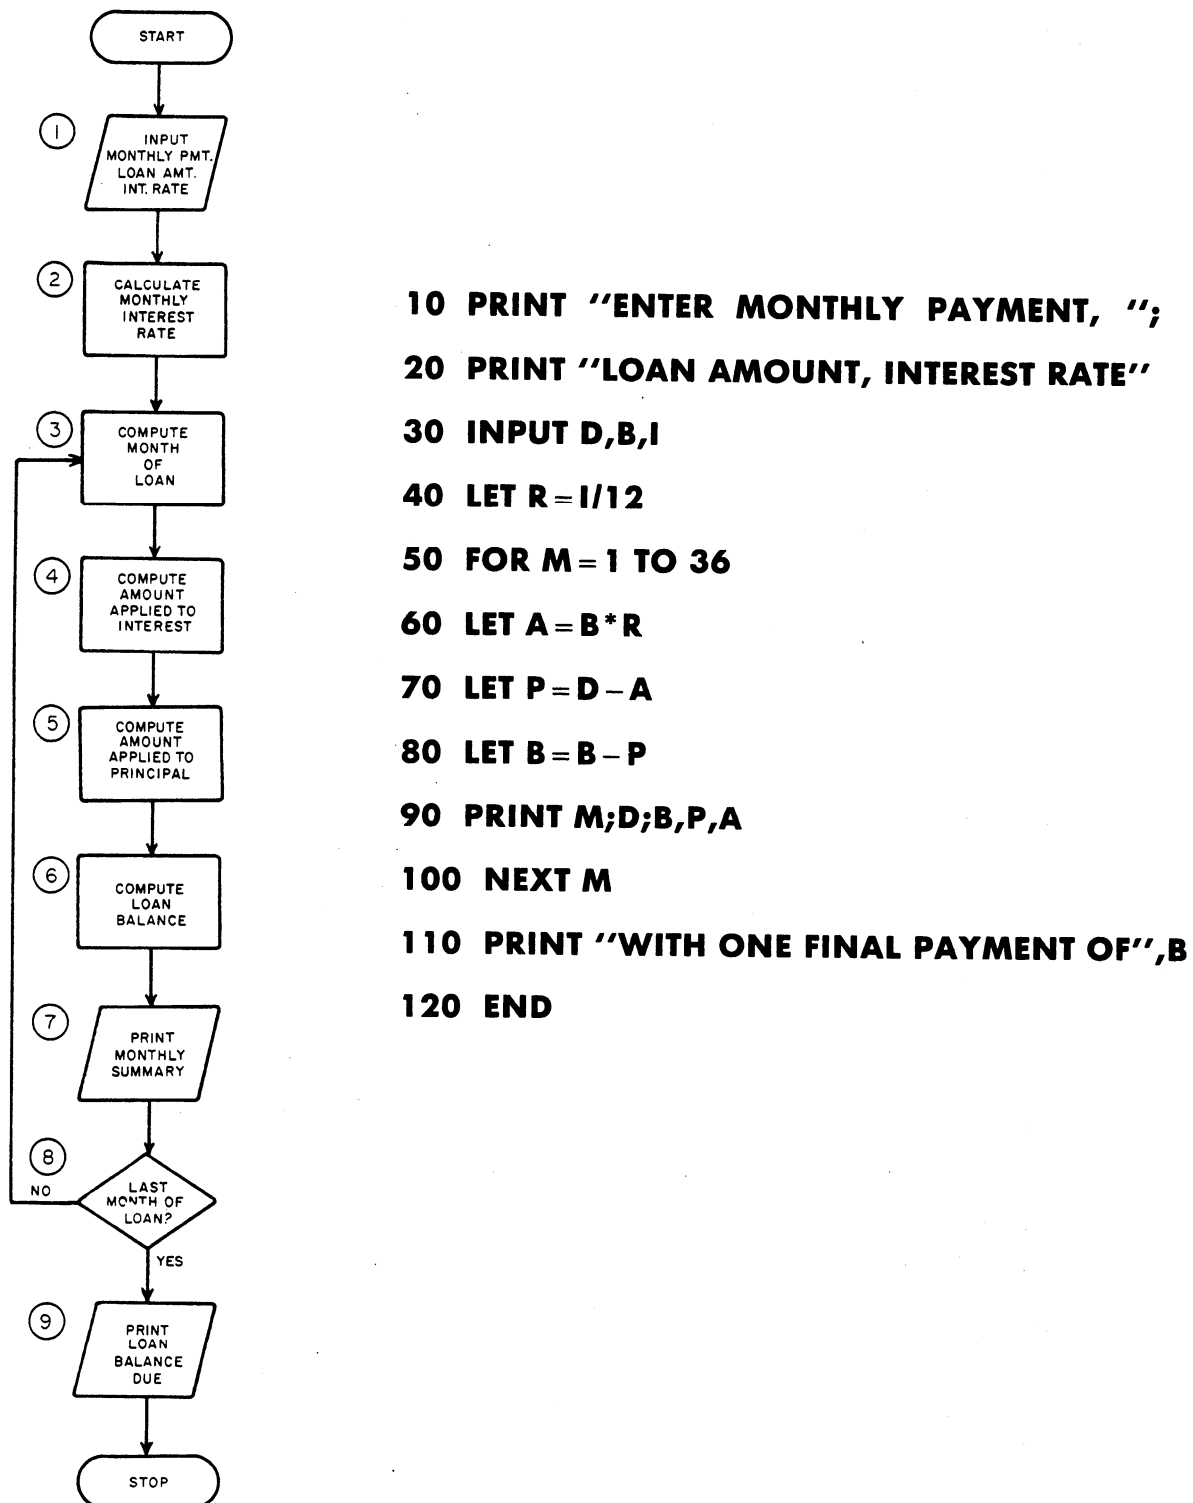 START
1
INPUT
MONTHLY PMT.
LOAN AMT.
INT. RATE
2
CALCULATE
MONTHLY
INTEREST
RATE
3
COMPUTE
MONTH
OF
LOAN
4
COMPUTE
AMOUNT
APPLIED TO
INTEREST
5
COMPUTE
AMOUNT
APPLIED TO
PRINCIPAL
6
COMPUTE
LOAN
BALANCE
7
PRINT
MONTHLY
SUMMARY
8
NO
LAST
MONTH OF
LOAN?
YES
9
PRINT
LOAN
BALANCE
DUE
STOP
10 PRINT "ENTER MONTHLY PAYMENT, ";
20 PRINT "LOAN AMOUNT, INTEREST RATE"
30 INPUT D,B,I
40 LET R=I/12
50 FOR M=1 TO 36
60 LET A=B*R
70 LET P=D-A
80 LET B=B-P
90 PRINT M;D;B,P,A
100 NEXT M
110 PRINT "WITH ONE FINAL PAYMENT OF",B
120 END